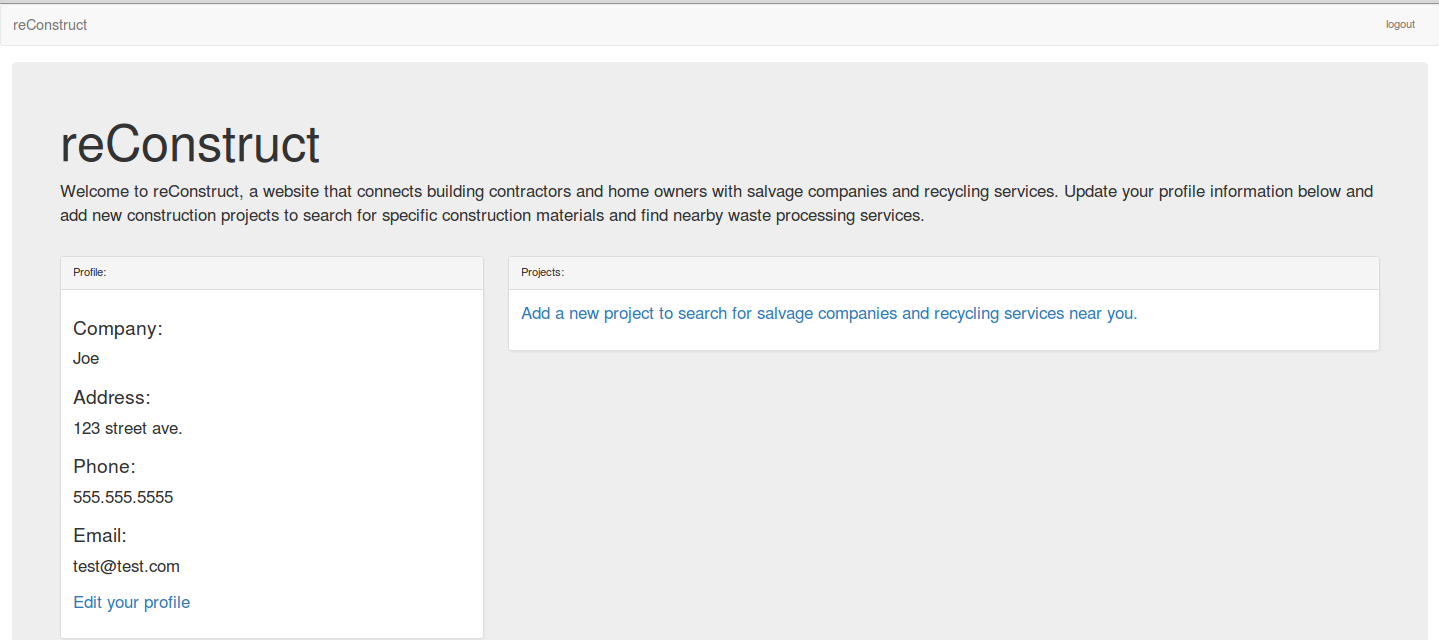 reConstruct
logout
reConstruct
Welcome to reConstruct, a website that connects building contractors and home owners with salvage companies and recycling services. Update your profile information below and
add new construction projects to search for specific construction materials and find nearby waste processing services.
Profile:
Company:
Joe
Address:
123 street ave.
Phone:
555.555.5555
Email:
test@test.com
Edit your profile
Projects:
Add a new project to search for salvage companies and recycling services near you.